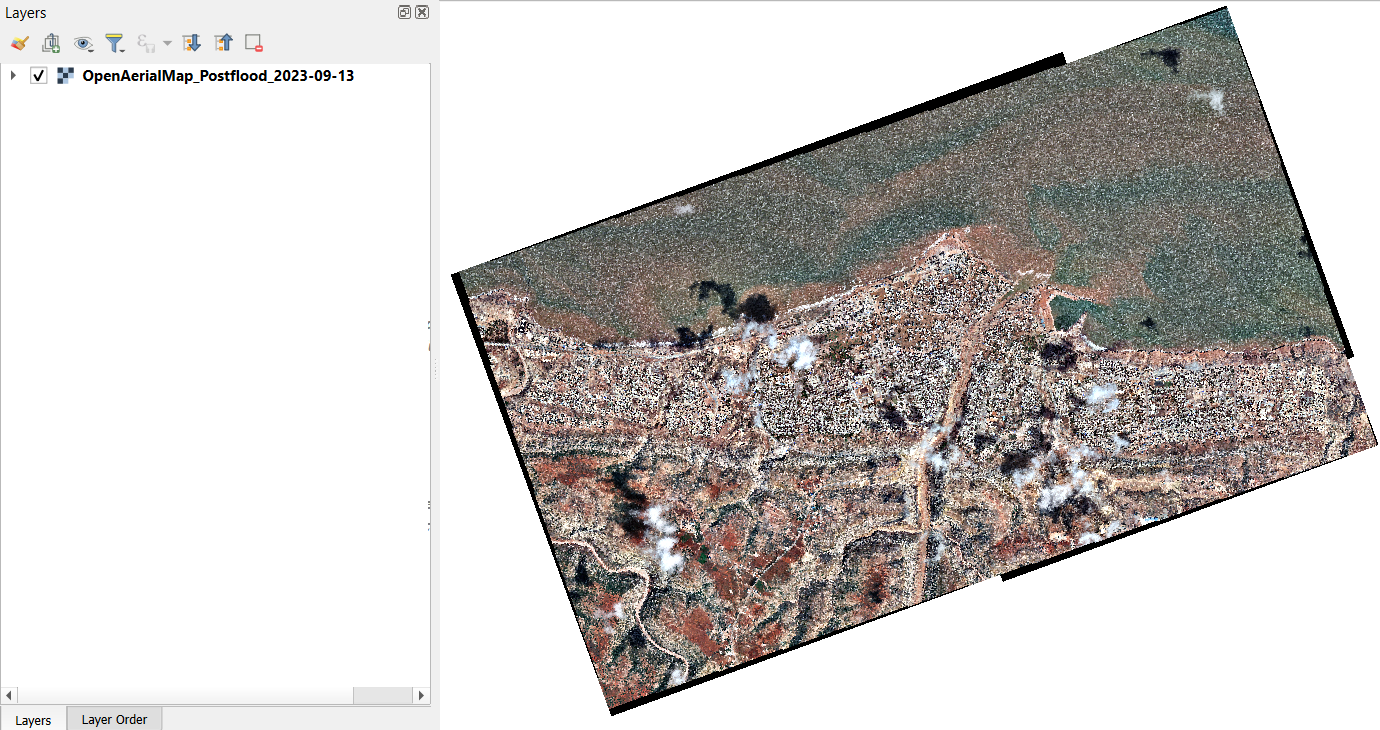 Layers
OpenAerialMap_Postflood_2023-09-13
Layers
Layer Order